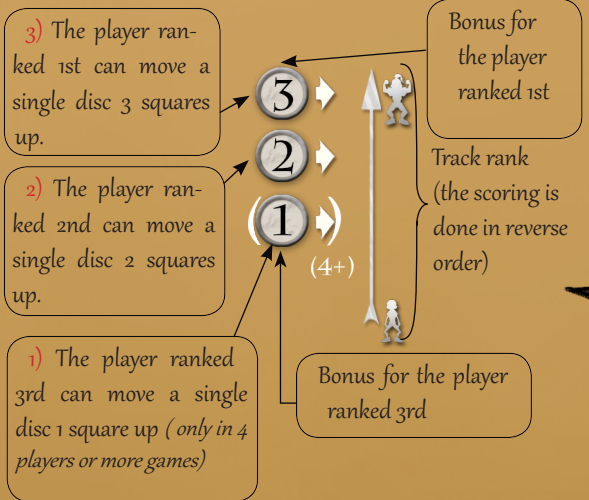 3) The player ran-
ked 1st can move a
single disc 3 squares
up.
Bonus for
the player
ranked 1st
3
2
(1)
(4+)
2) The player ran-
ked 2nd can move a
single disc 2 squares
up.
Track rank
(the scoring is
done in reverse
order)
1) The player ranked
3rd can move a single
disc 1 square up ( only in 4
players or more games)
Bonus for the player
ranked 3rd